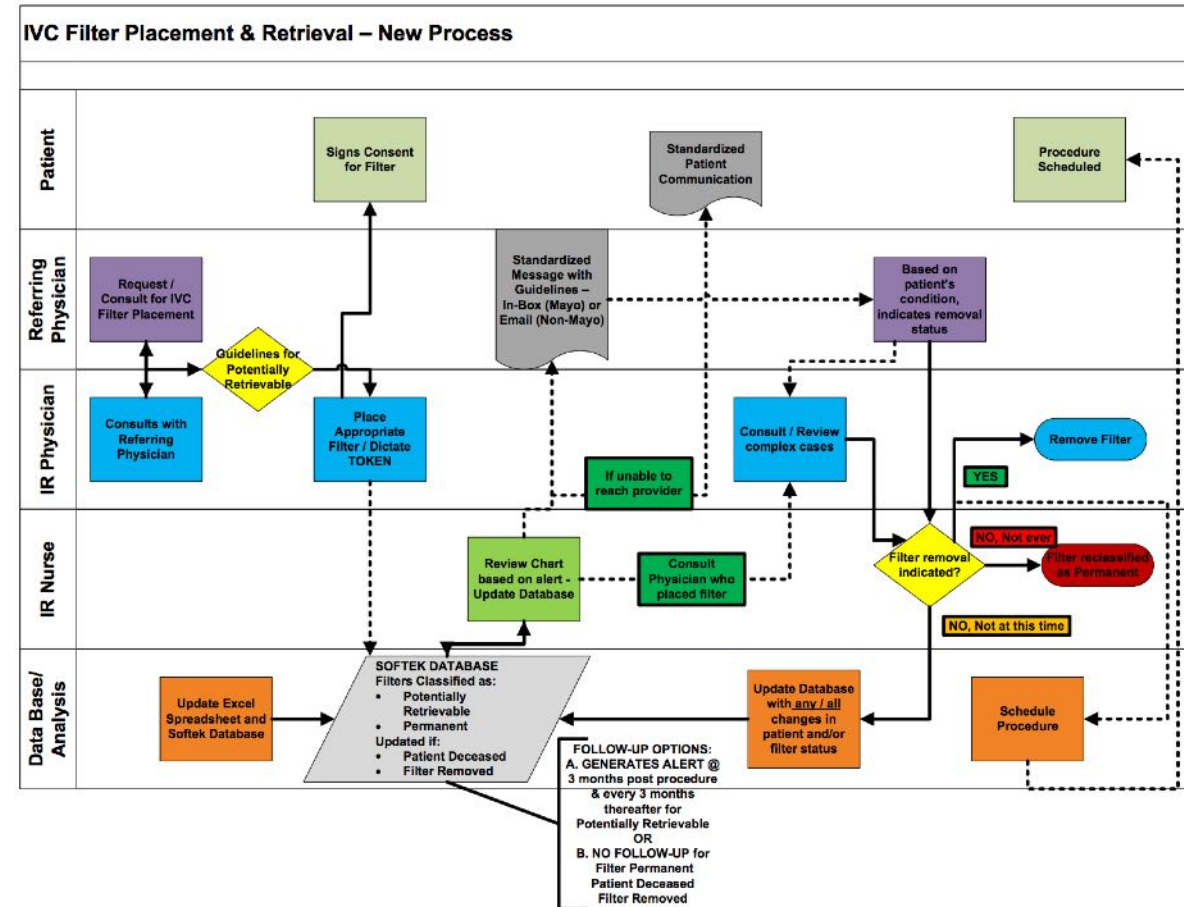 IVC Filter Placement & Retrieval – New Process
Patient
Signs Consent
for Filter
Standardized
Patient
Communication
Procedure
Scheduled
Referring
Physician
Request /
Consult for IVC
Filter Placement
Guidelines for
Potentially
Retrievable
Standardized
Message with
Guidelines –
In-Box (Mayo) or
Email (Non-Mayo)
Based on
patient's
condition,
indicates removal
status
IR Physician
Consults with
Referring
Physician
Place
Appropriate
Filter / Dictate
TOKEN
If unable to
reach provider
Consult / Review
complex cases
Remove Filter
YES
IR Nurse
Review Chart
based on alert -
Update Database
Consult
Physician who
placed filter
Filter removal
indicated?
NO, Not ever
Filter reclassified
as Permanent
NO, Not at this time
Data Base/
Analysis
Update Excel
Spreadsheet and
Softek Database
SOFTEK DATABASE
Filters Classified as:
• Potentially
Retrievable
• Permanent
Updated if:
• Patient Deceased
• Filter Removed
Update Database
with any / all
changes in
patient and/or
filter status
Schedule
Procedure
FOLLOW-UP OPTIONS:
A. GENERATES ALERT @
3 months post procedure
& every 3 months
thereafter for
Potentially Retrievable
OR
B. NO FOLLOW-UP for
Filter Permanent
Patient Deceased
Filter Removed